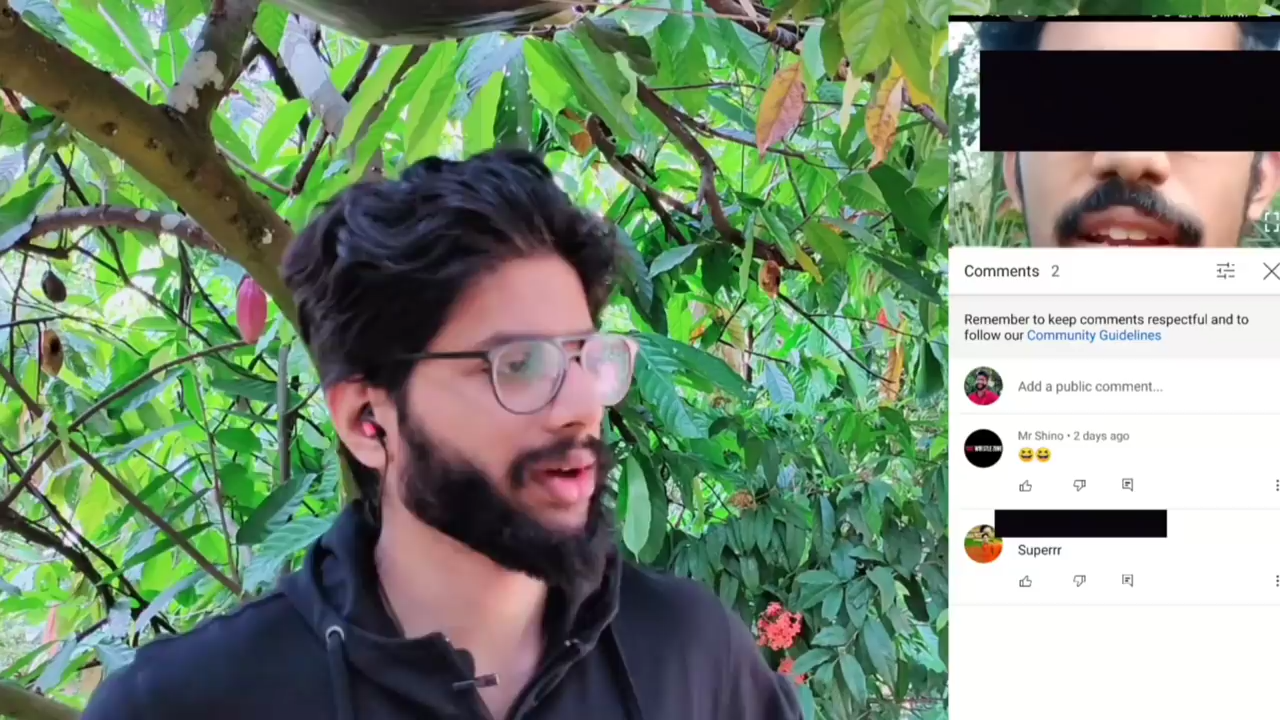 Comments 2
Remember to keep comments respectful and to
follow our Community Guidelines
Add a public comment...
Mr Shino • 2 days ago
😂😂
Superrr